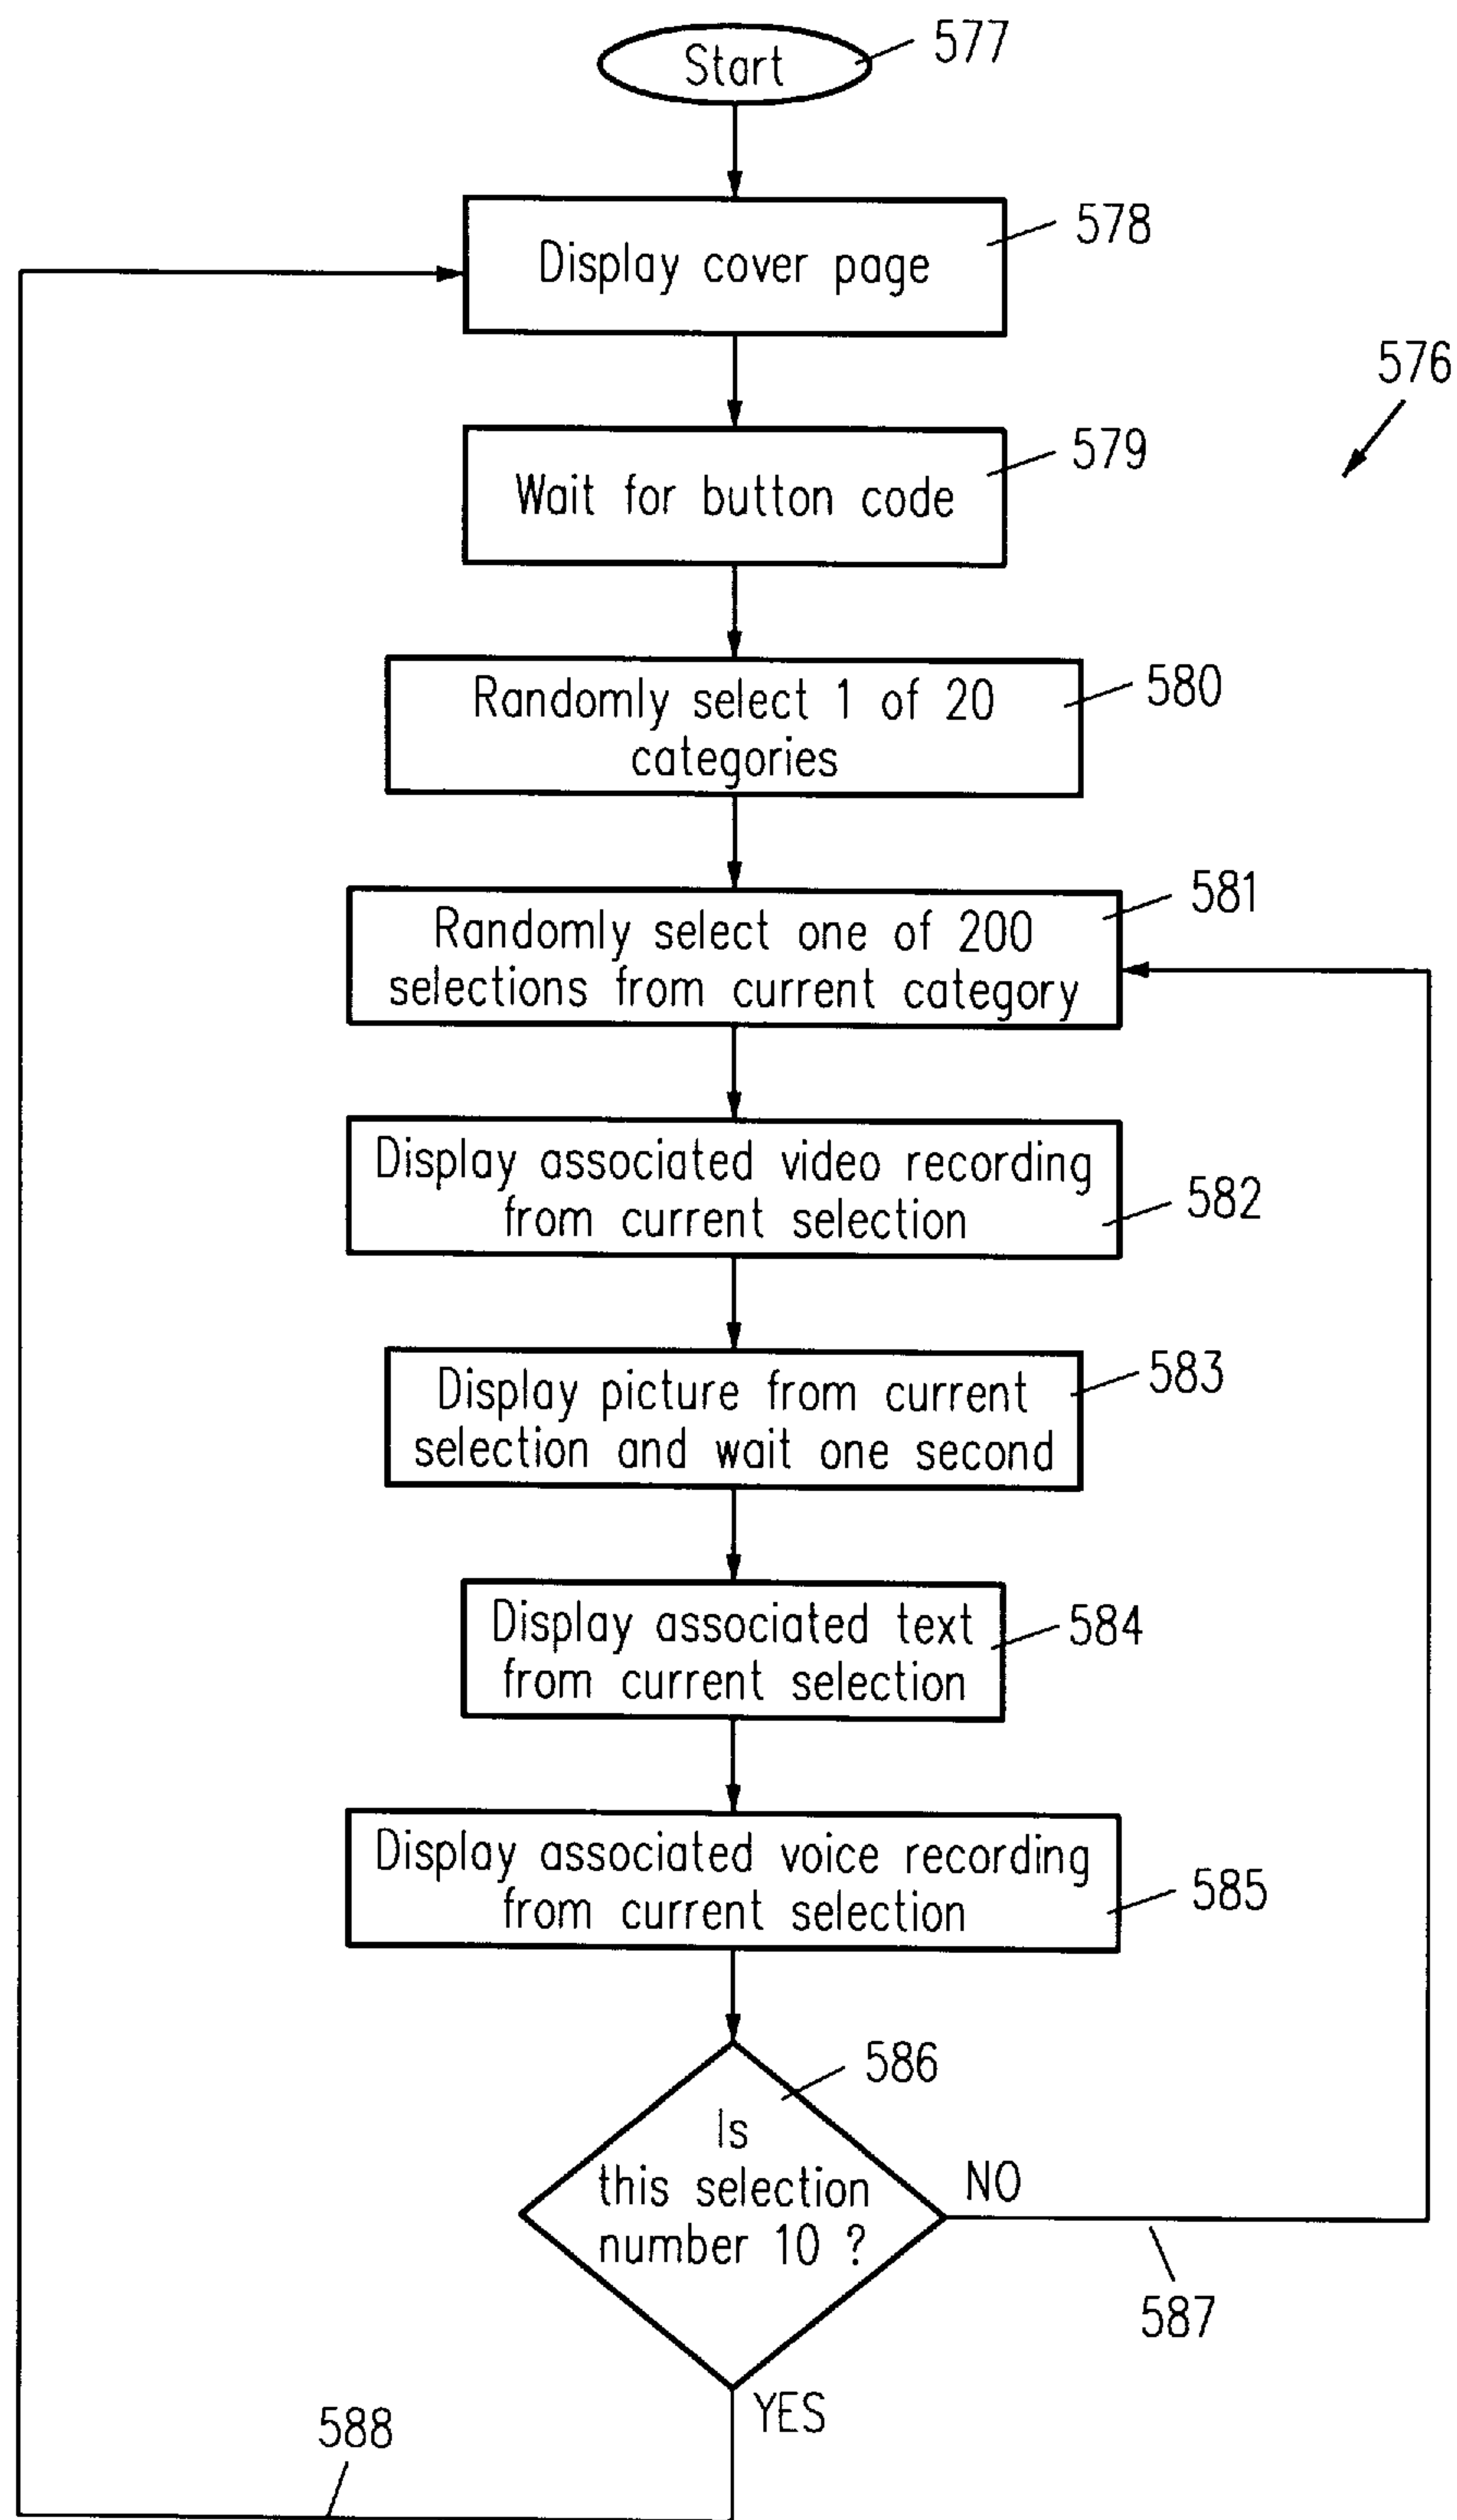 Start
577
578
Display cover page
576
579
Wait for button code
580
Randomly select 1 of 20
categories
581
Randomly select one of 200
selections from current category
Display associated video recording
from current selection
582
583
Display picture from current
selection and wait one second
584
Display associated text
from current selection
Display associated voice recording
from current selection
585
586
Is
this selection
number 10 ?
NO
587
YES
588